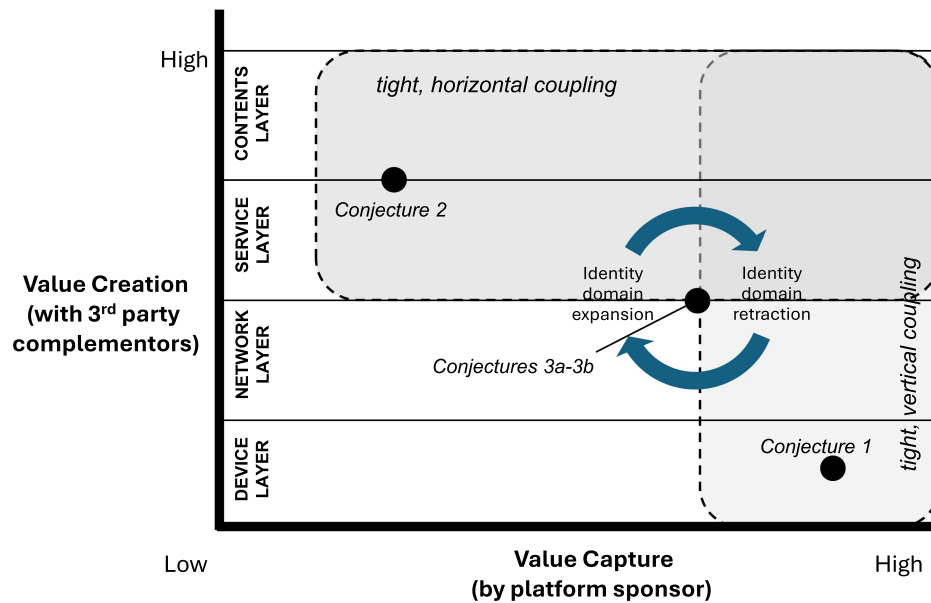 High
CONTENTS
LAYER
tight, horizontal coupling
Conjecture 2
SERVICE
LAYER
Value Creation
(with 3rd party
complementors)
Identity
domain
expansion
Identity
domain
retraction
NETWORK
LAYER
Conjectures 3a-3b
tight, vertical coupling
DEVICE
LAYER
Conjecture 1
Low
Value Capture
(by platform sponsor)
High